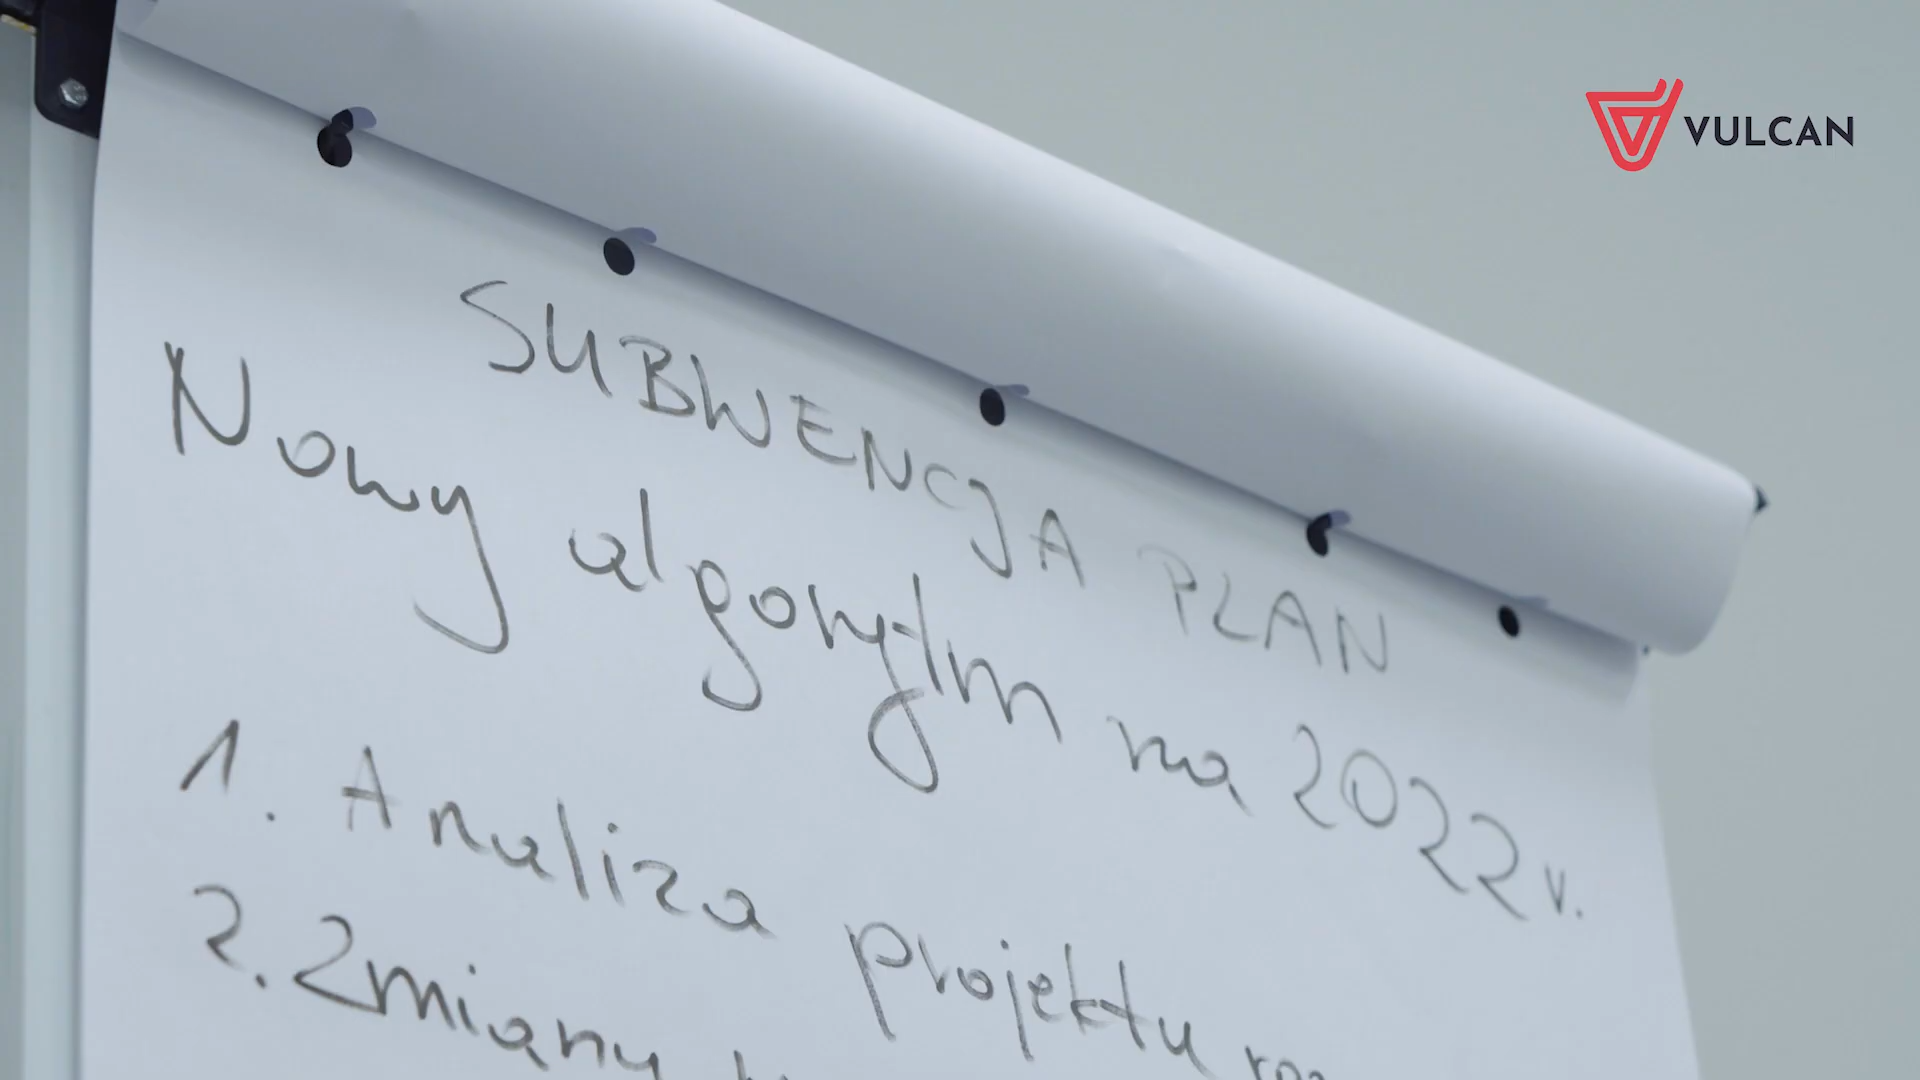 VULCAN
SUBWENCJA PLAN
Nowy algorytm na 2022 r.
1. Analiza projektu
2. Zmiany